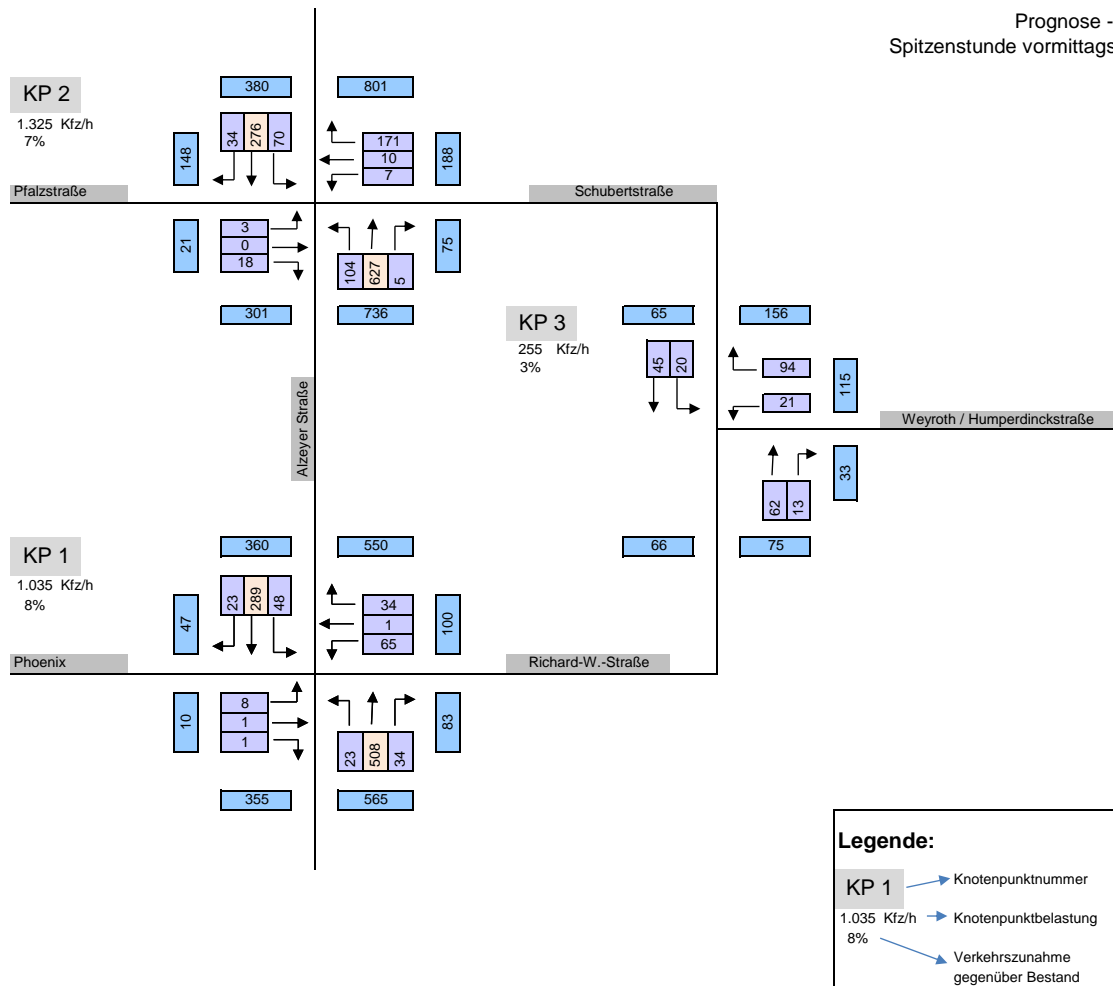 Prognose -
Spitzenstunde vormittags
KP 2
1.325 Kfz/h
7%
380
801
34
276
70
171
10
7
148
188
Pfalzstraße
Schubertstraße
21
3
0
18
104
627
5
75
301
736
KP 3
255 Kfz/h
3%
65
156
45
20
94
21
115
Weyroth / Humperdinckstraße
62
13
33
66
75
Alzeyer Straße
KP 1
1.035 Kfz/h
8%
360
550
23
289
48
34
1
65
47
100
Phoenix
Richard-W.-Straße
10
8
1
1
23
508
34
83
355
565
Legende:
KP 1
Knotenpunktnummer
1.035 Kfz/h
Knotenpunktbelastung
8%
Verkehrszunahme
gegenüber Bestand